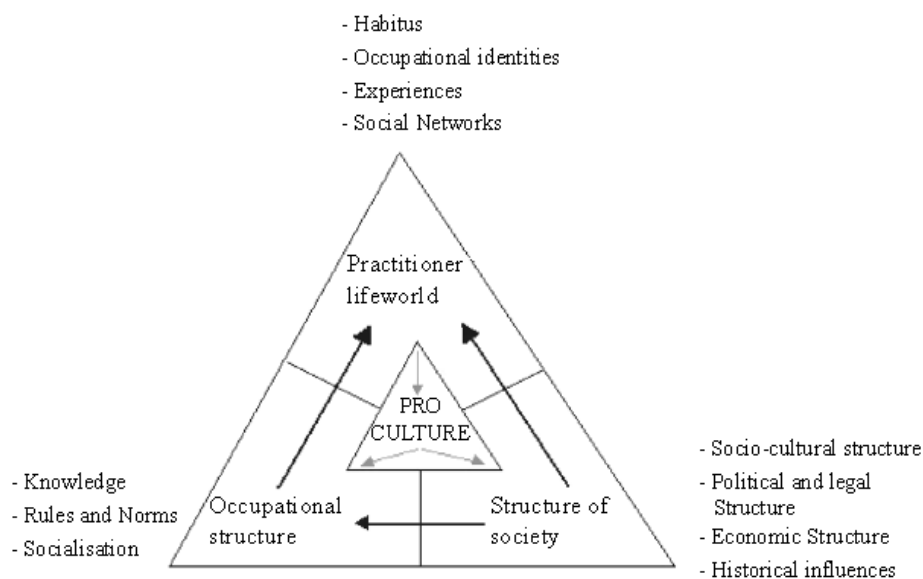 - Habitus
- Occupational identities
- Experiences
- Social Networks
Practitioner
lifeworld
PRO
CULTURE
- Knowledge
- Rules and Norms
- Socialisation
Occupational
structure
Structure of
society
- Socio-cultural structure
- Political and legal
Structure
- Economic Structure
- Historical influences